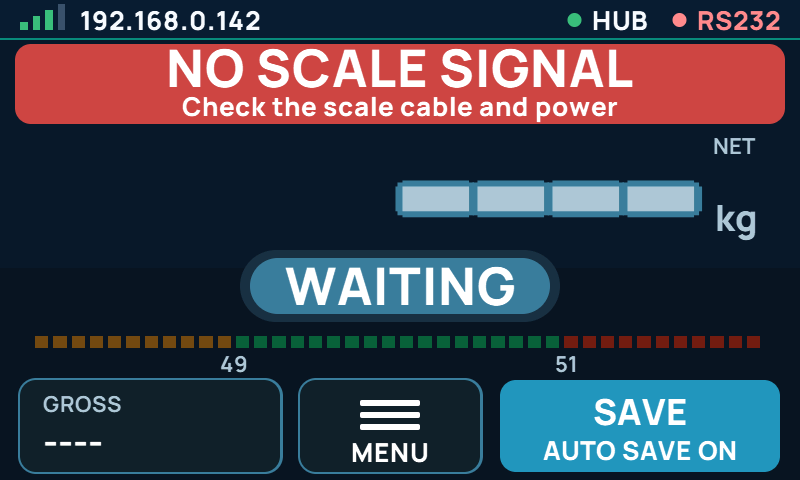 192.168.0.142
HUB
RS232
NO SCALE SIGNAL
Check the scale cable and power
NET
----
kg
WAITING
49
51
GROSS
----
MENU
SAVE
AUTO SAVE ON